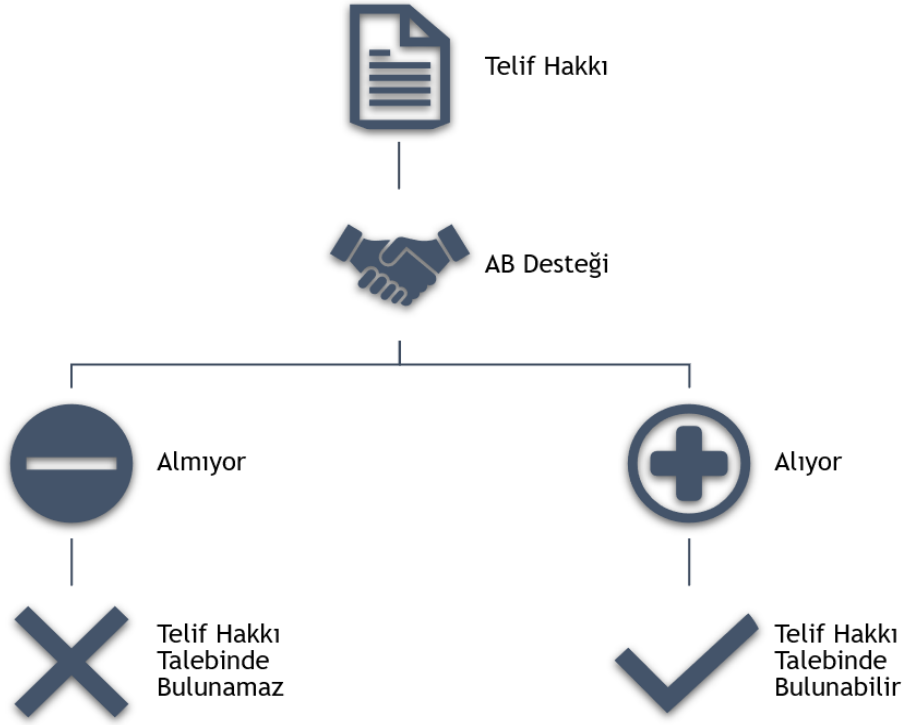 Telif Hakkı
AB Desteği
Almıyor
Alıyor
Telif Hakkı
Talebinde
Bulunamaz
Telif Hakkı
Talebinde
Bulunabilir